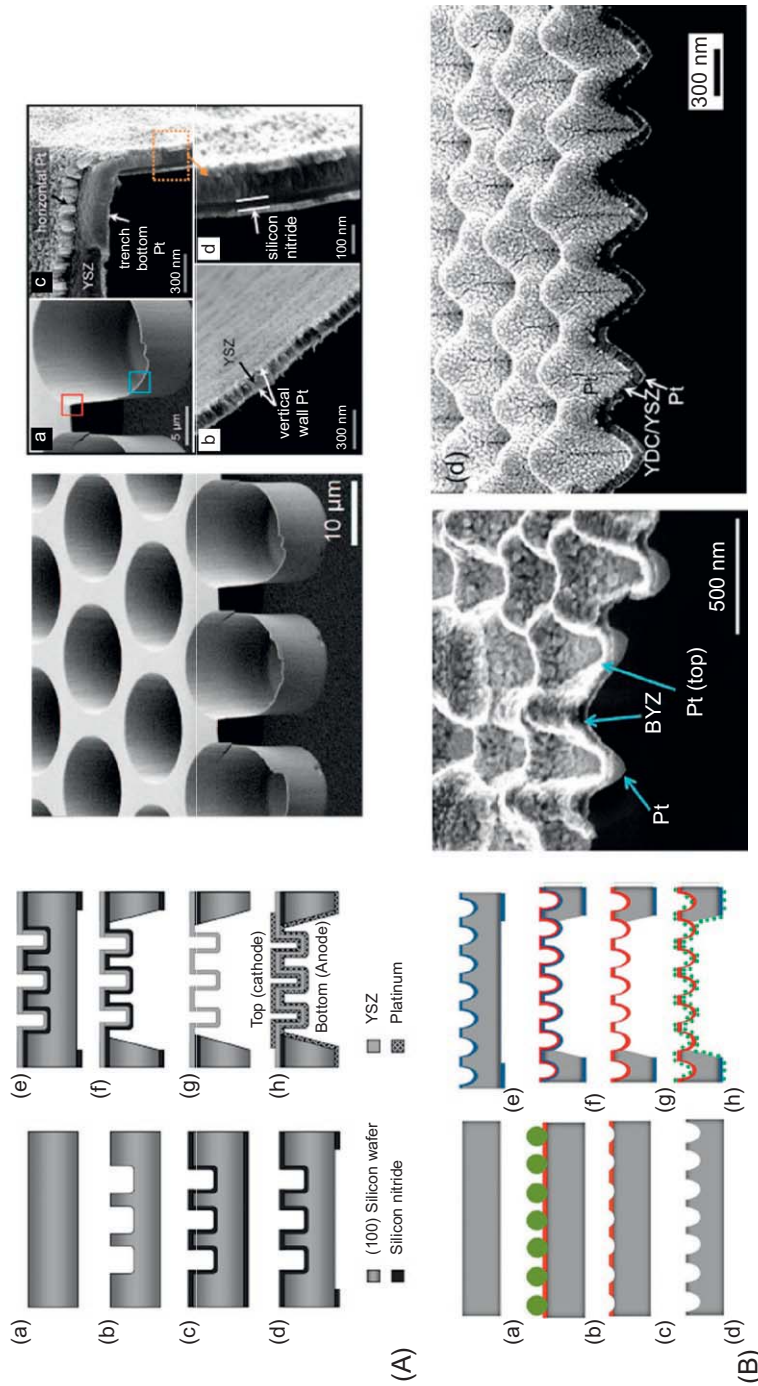 (a)
(b)
(c)
(d)
(100) Silicon wafer
Silicon nitride
(e)
(f)
(g)
(h)
Top (cathode)
Bottom (Anode)
YSZ
Platinum
10 µm
a
5 µm
c
horizontal Pt
YSZ
trench
bottom
Pt
300 nm
b
YSZ
vertical
wall Pt
300 nm
d
silicon
nitride
100 nm
(A)
(a)
(b)
(c)
(d)
(e)
(f)
(g)
(h)
Pt
BYZ
Pt (top)
500 nm
(d)
Pt
YDC/YSZ
Pt
300 nm
(B)